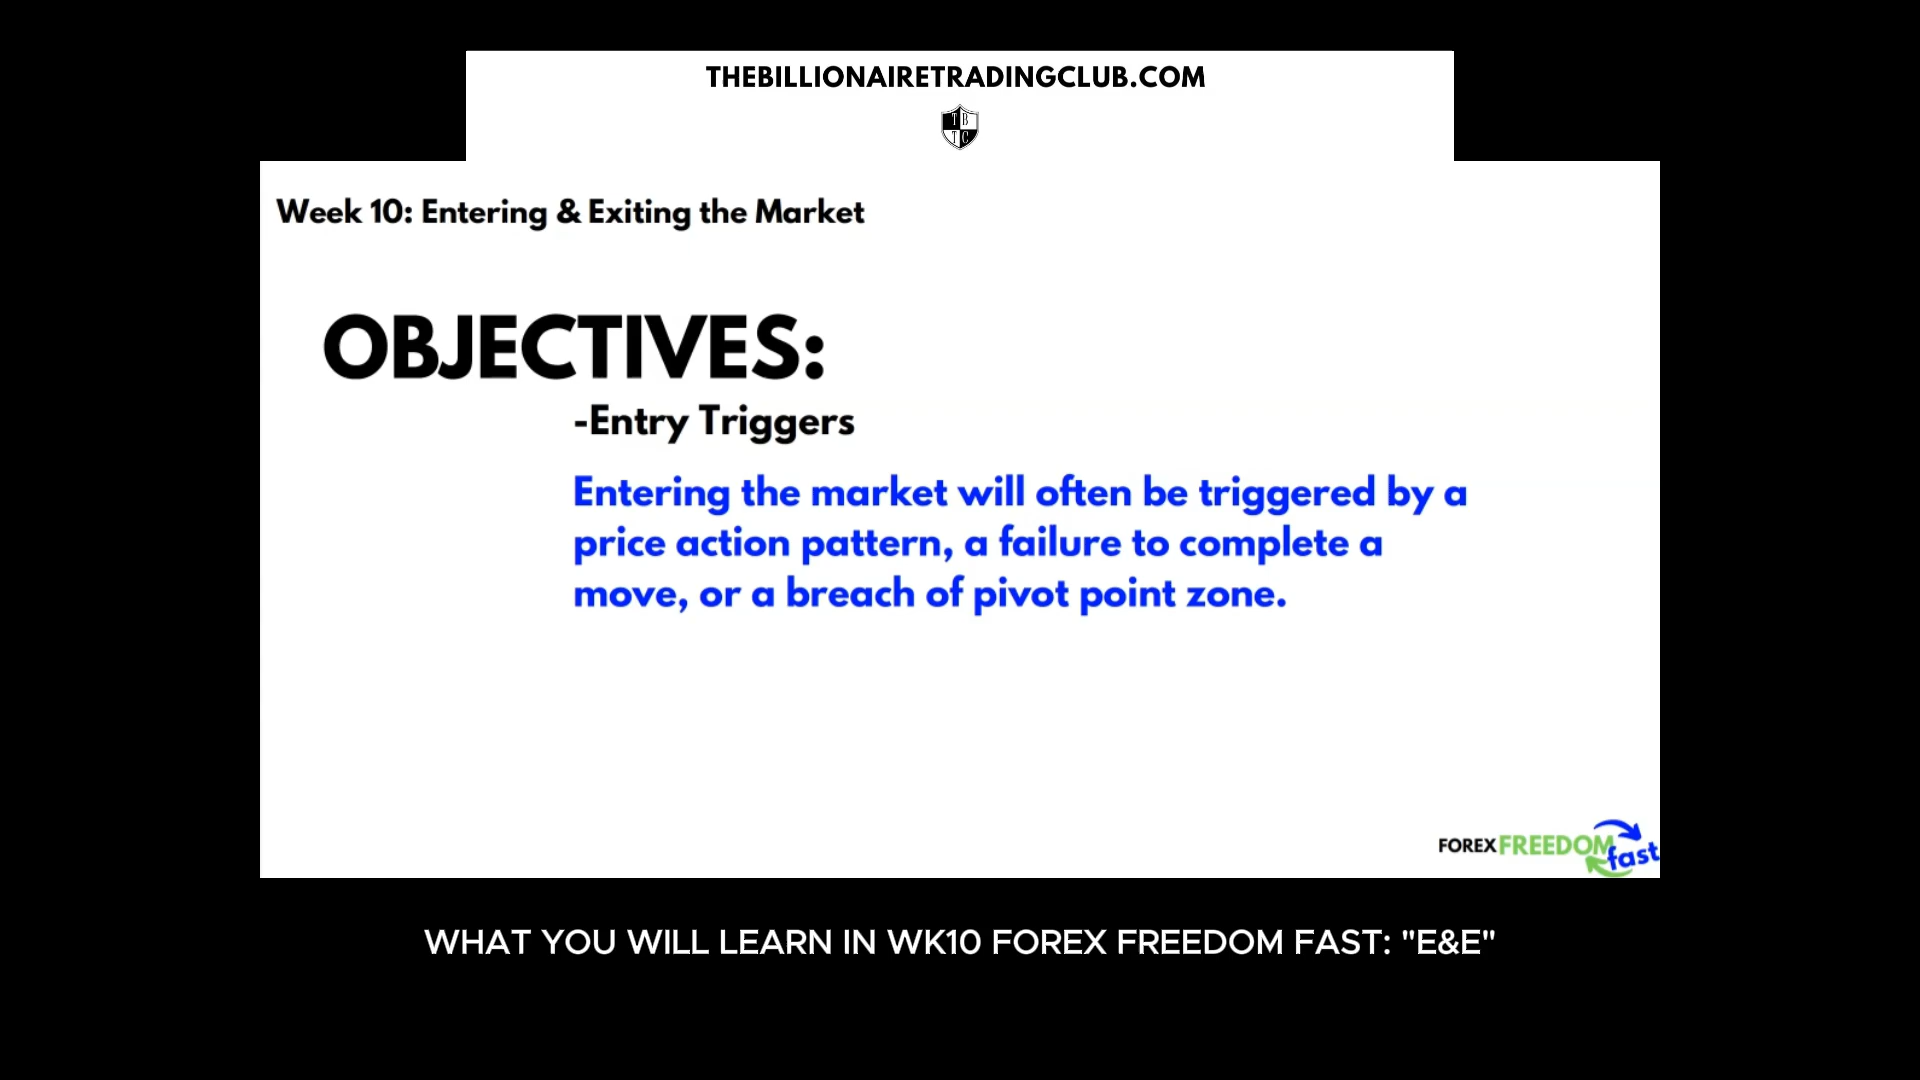 THEBILLIONAIRETRADINGCLUB.COM
T B
T C
Week 10: Entering & Exiting the Market
OBJECTIVES:
-Entry Triggers
Entering the market will often be triggered by a
price action pattern, a failure to complete a
move, or a breach of pivot point zone.
FOREX FREEDOM fast
WHAT YOU WILL LEARN IN WK10 FOREX FREEDOM FAST: "E&E"